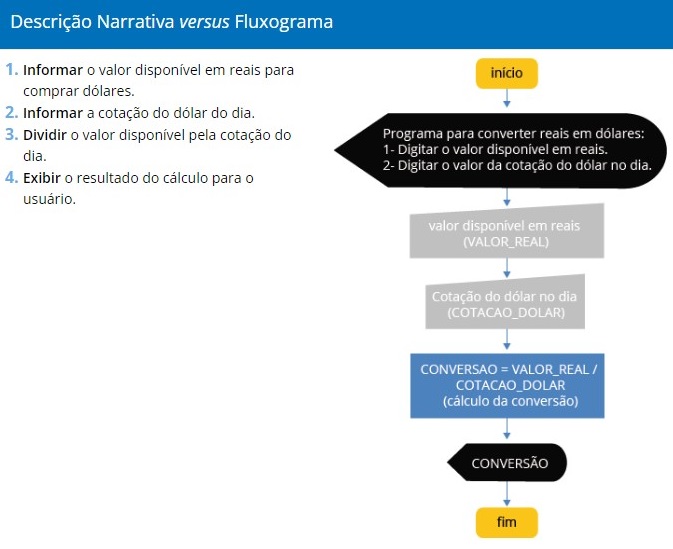 Descrição Narrativa versus Fluxograma
1. Informar o valor disponível em reais para
comprar dólares.
2. Informar a cotação do dólar do dia.
3. Dividir o valor disponível pela cotação do
dia.
4. Exibir o resultado do cálculo para o
usuário.
início
Programa para converter reais em dólares:
1- Digitar o valor disponível em reais.
2- Digitar o valor da cotação do dólar no dia.
valor disponível em reais
(VALOR_REAL)
Cotação do dólar no dia
(COTACAO_DOLAR)
CONVERSAO = VALOR_REAL /
COTACAO_DOLAR
(cálculo da conversão)
CONVERSÃO
fim